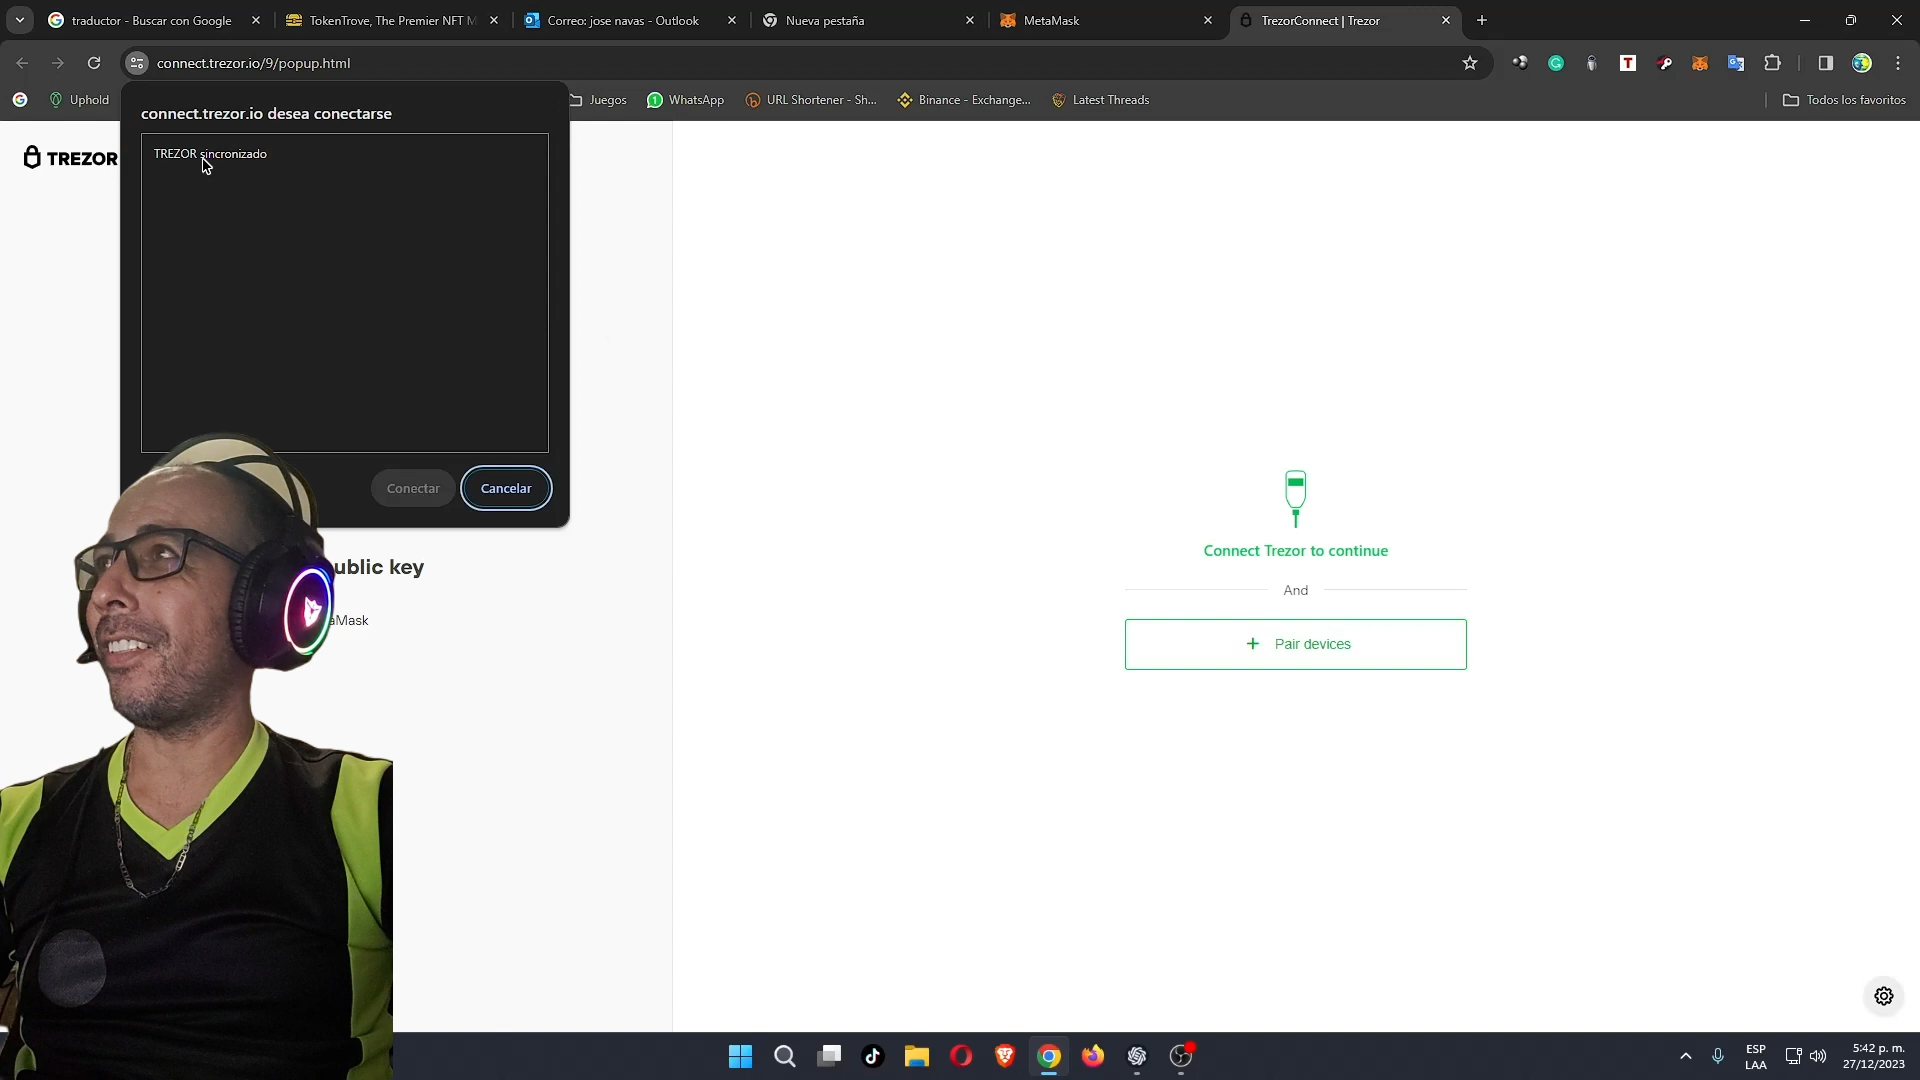 traductor - Buscar con Google
TokenTrove, The Premier NFT M
Correo: jose navas - Outlook
Nueva pestaña
MetaMask
TrezorConnect | Trezor
connect.trezor.io/9/popup.html
Uphold
Juegos
WhatsApp
URL Shortener - Sh...
Binance - Exchange...
Latest Threads
Todos los favoritos
connect.trezor.io desea conectarse
TREZOR sincronizado
TREZOR
Conectar
Cancelar
ublic key
aMask
Connect Trezor to continue
And
+ Pair devices
ESP
LAA
5:42 p. m.
27/12/2023